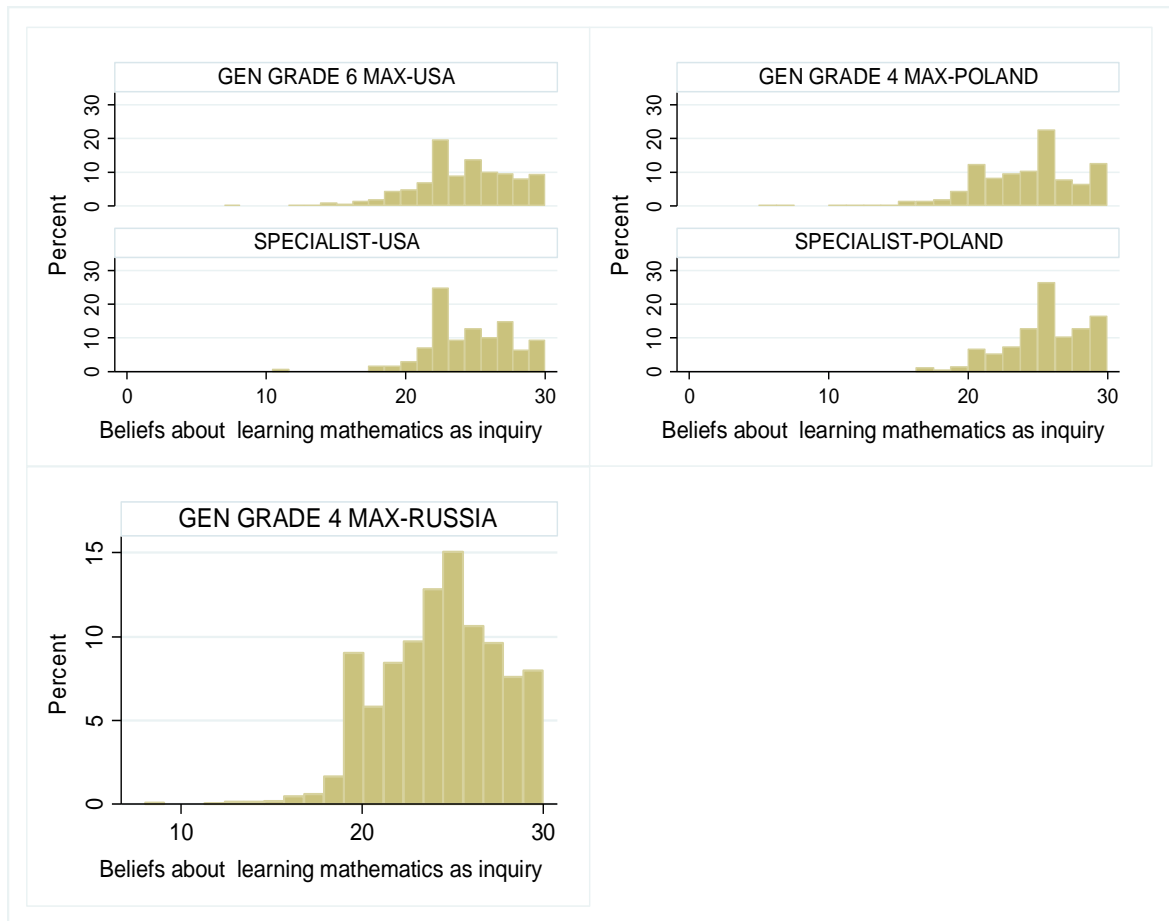 GEN GRADE 6 MAX-USA
30
20
10
0
SPECIALIST-USA
30
20
10
0
Percent
0 10 20 30
Beliefs about  learning mathematics as inquiry
GEN GRADE 4 MAX-POLAND
30
20
10
0
SPECIALIST-POLAND
30
20
10
0
Percent
0 10 20 30
Beliefs about  learning mathematics as inquiry
GEN GRADE 4 MAX-RUSSIA
15
10
5
0
Percent
10 20 30
Beliefs about  learning mathematics as inquiry